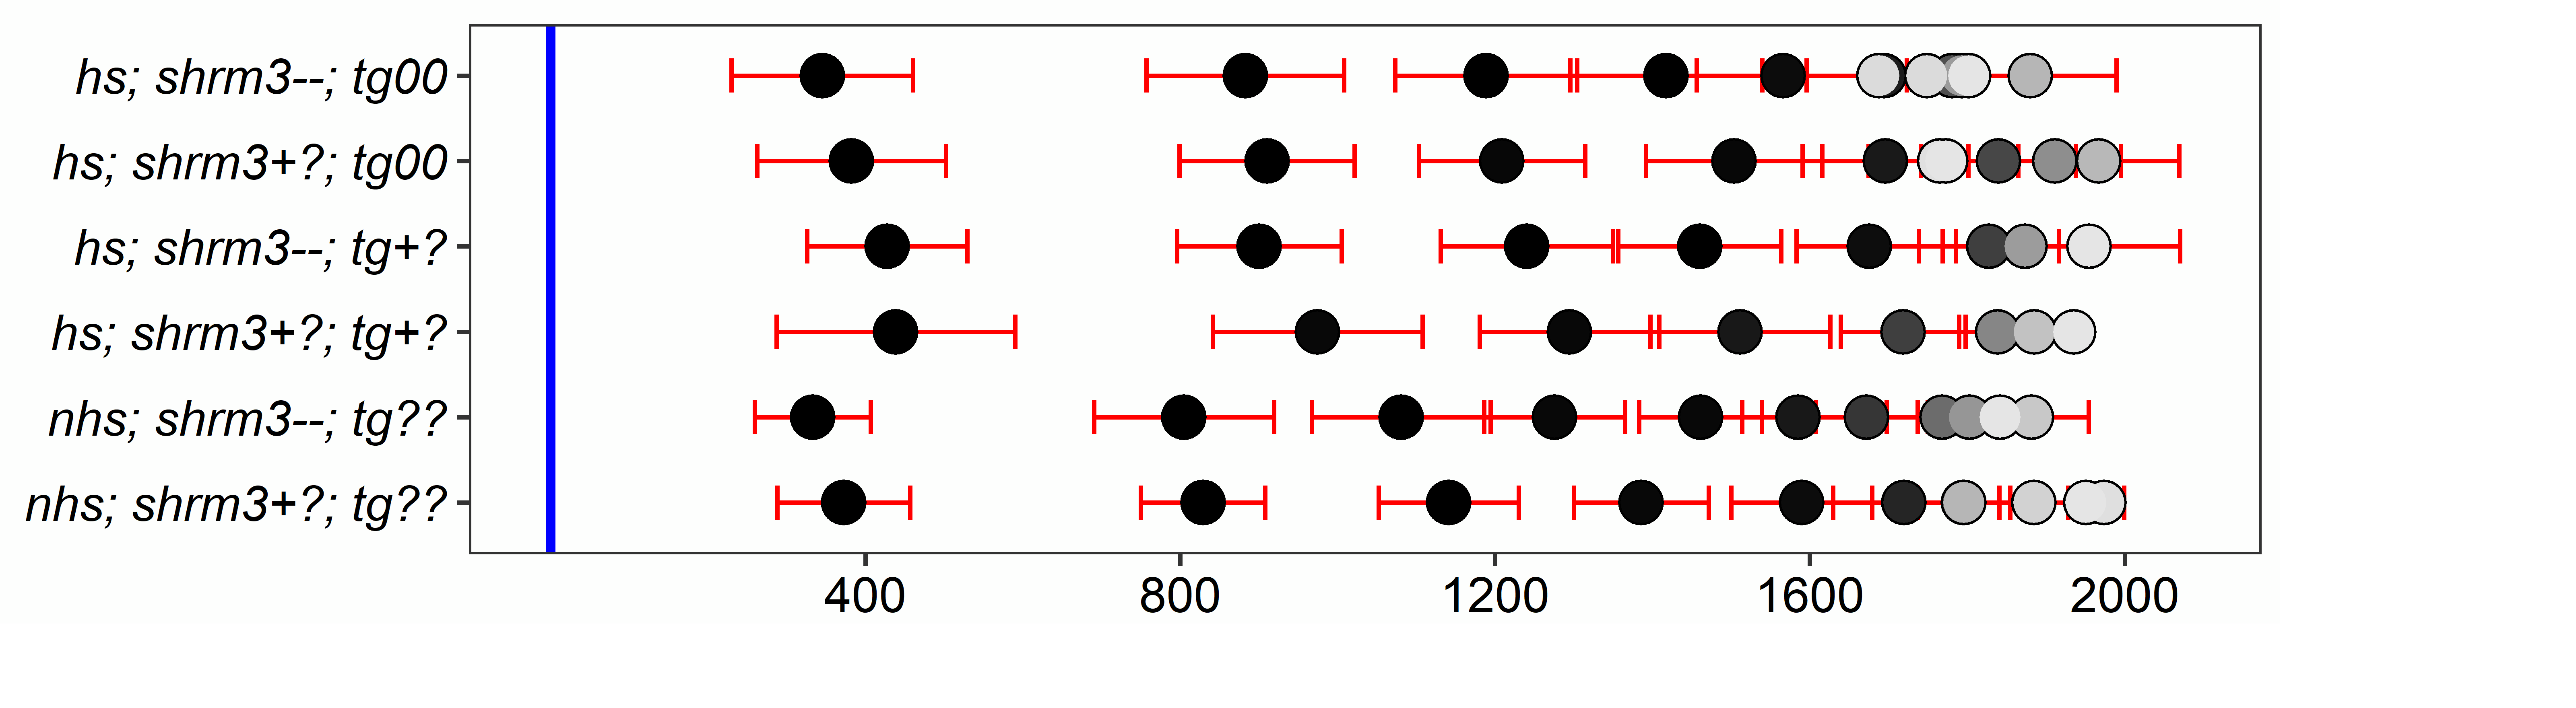 hs; shrm3--; tg00
hs; shrm3+?; tg00
hs; shrm3--; tg+?
hs; shrm3+?; tg+?
nhs; shrm3--; tg??
nhs; shrm3+?; tg??
400 800 1200 1600 2000